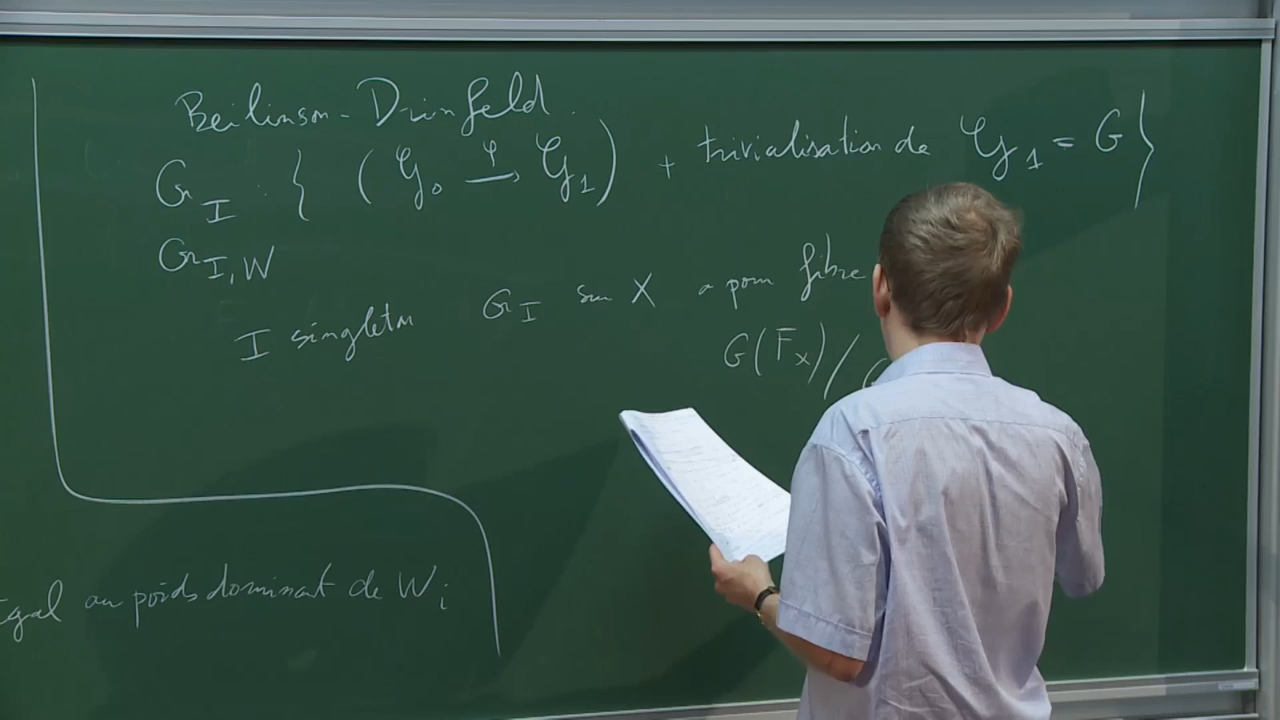 Beilinson-Drinfeld.
Gr_I : { (𝒢_0 →^φ 𝒢_1) + trivialisation de 𝒢_1 = G }
Gr_{I,W}
I singleton Gr_I sur X a pour fibre
G(F_x)/
égal au poids dominant de W_i